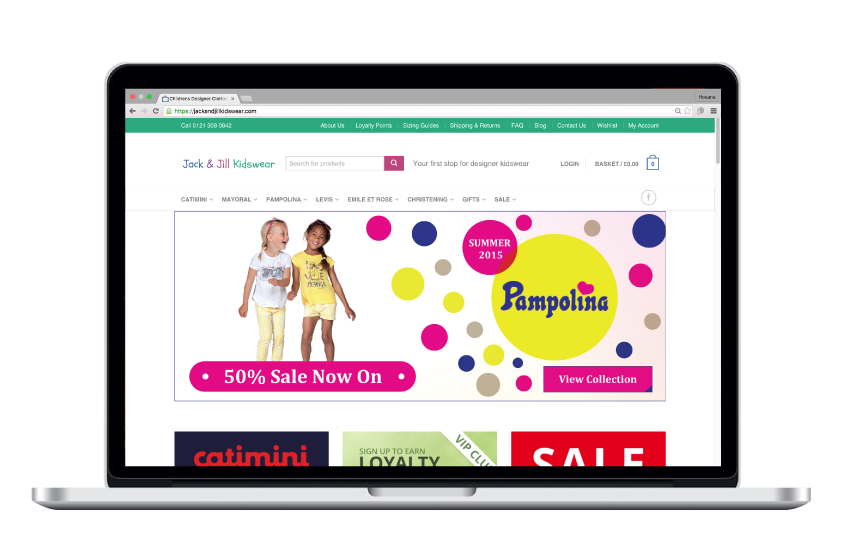 Childrens Designer Clothes
Roxana
https://jackandjillkidswear.com
Call 0121 308 0842
About Us Loyalty Points Sizing Guides Shipping & Returns FAQ Blog Contact Us Wishlist My Account
Jack & Jill Kidswear
Search for products
Your first stop for designer kidswear
LOGIN
BASKET / £0.00
0
CATIMINI MAYORAL PAMPOLINA LEVIS EMILE ET ROSE CHRISTENING GIFTS SALE
f
SUMMER
2015
Pampolina
50% Sale Now On
View Collection
catimini
SIGN UP TO EARN
LOYALTY
VIP CLU
SALE